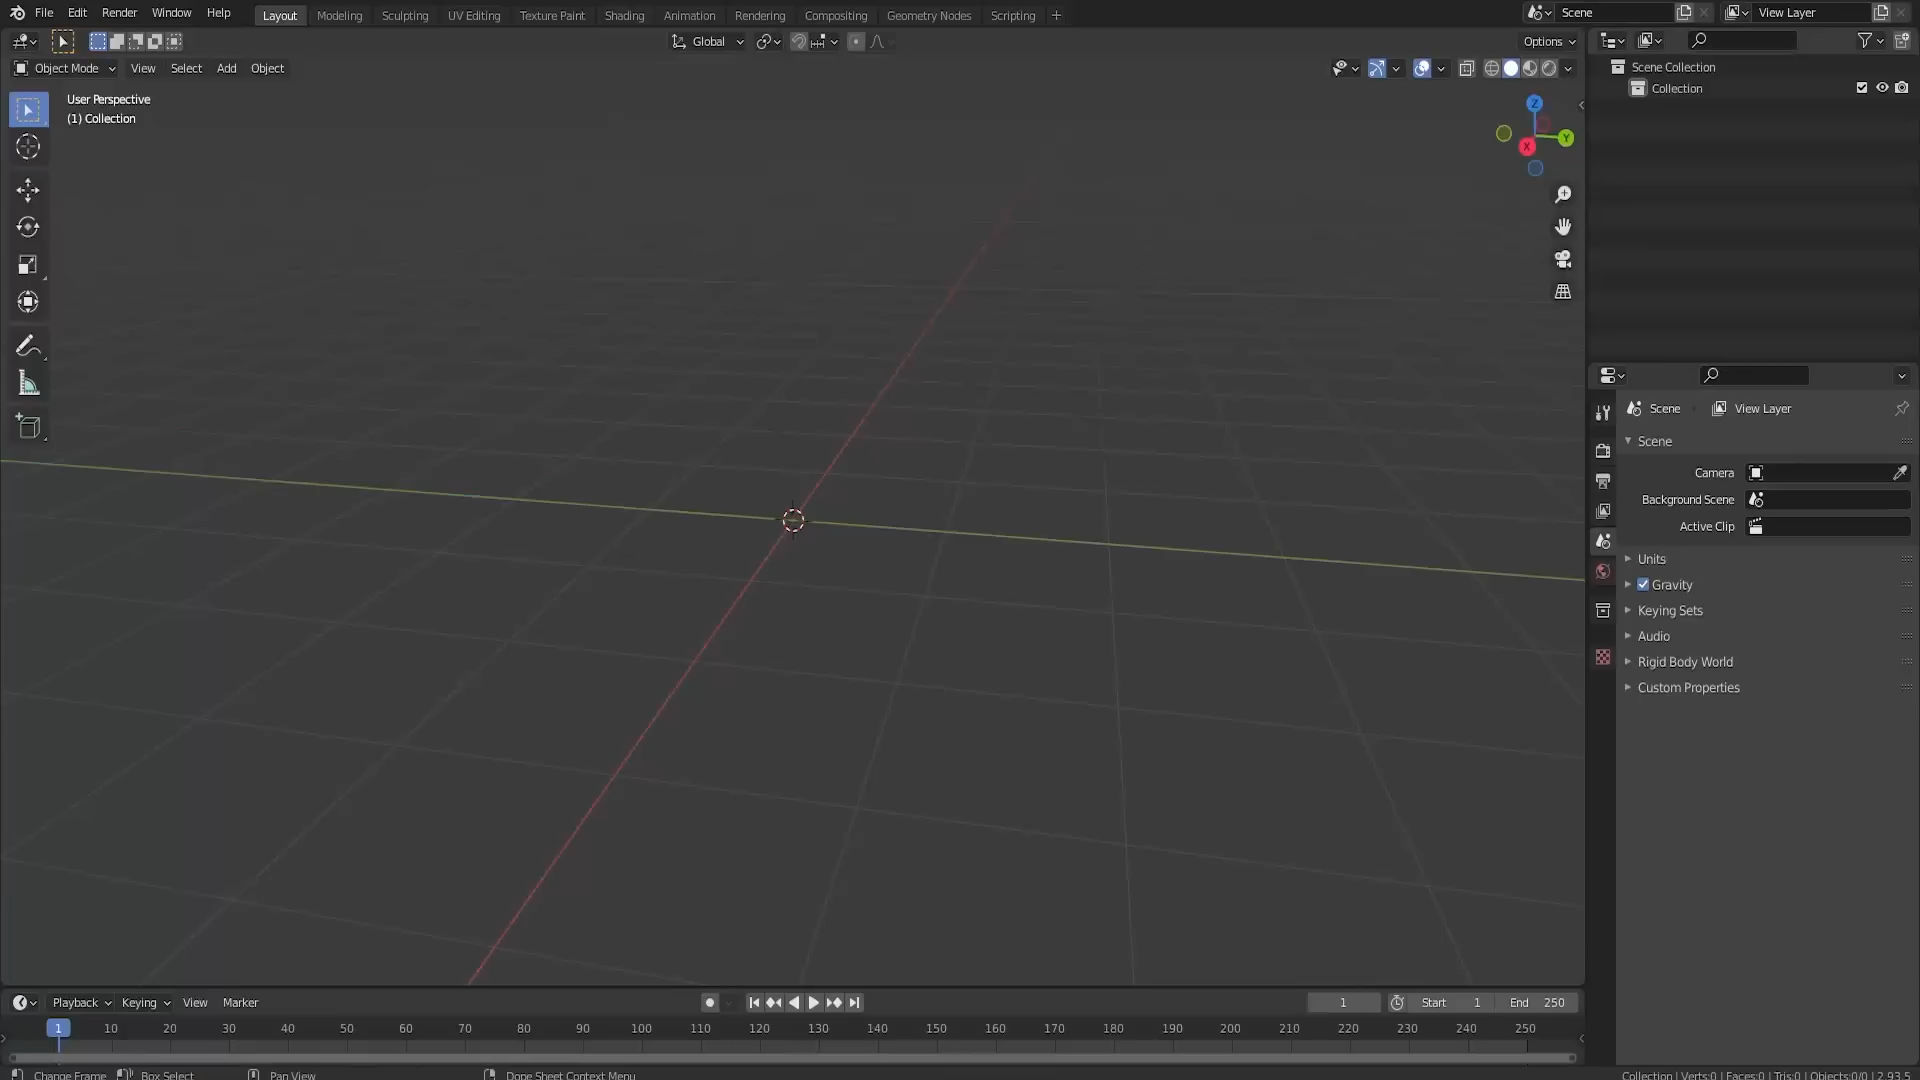 File Edit Render Window Help Layout Modeling Sculpting UV Editing Texture Paint Shading Animation Rendering Compositing Geometry Nodes Scripting + Scene View Layer
Global Options
Object Mode View Select Add Object
User Perspective
(1) Collection
Z
Y
X
Scene Collection
Collection
Scene View Layer
Scene
Camera
Background Scene
Active Clip
Units
Gravity
Keying Sets
Audio
Rigid Body World
Custom Properties
Playback Keying View Marker 1 Start 1 End 250
1 10 20 30 40 50 60 70 80 90 100 110 120 130 140 150 160 170 180 190 200 210 220 230 240 250
Change Frame Box Select Pan View Dope Sheet Context Menu Collection | Verts:0 | Faces:0 | Tris:0 | Objects:0/0 | 2.93.5